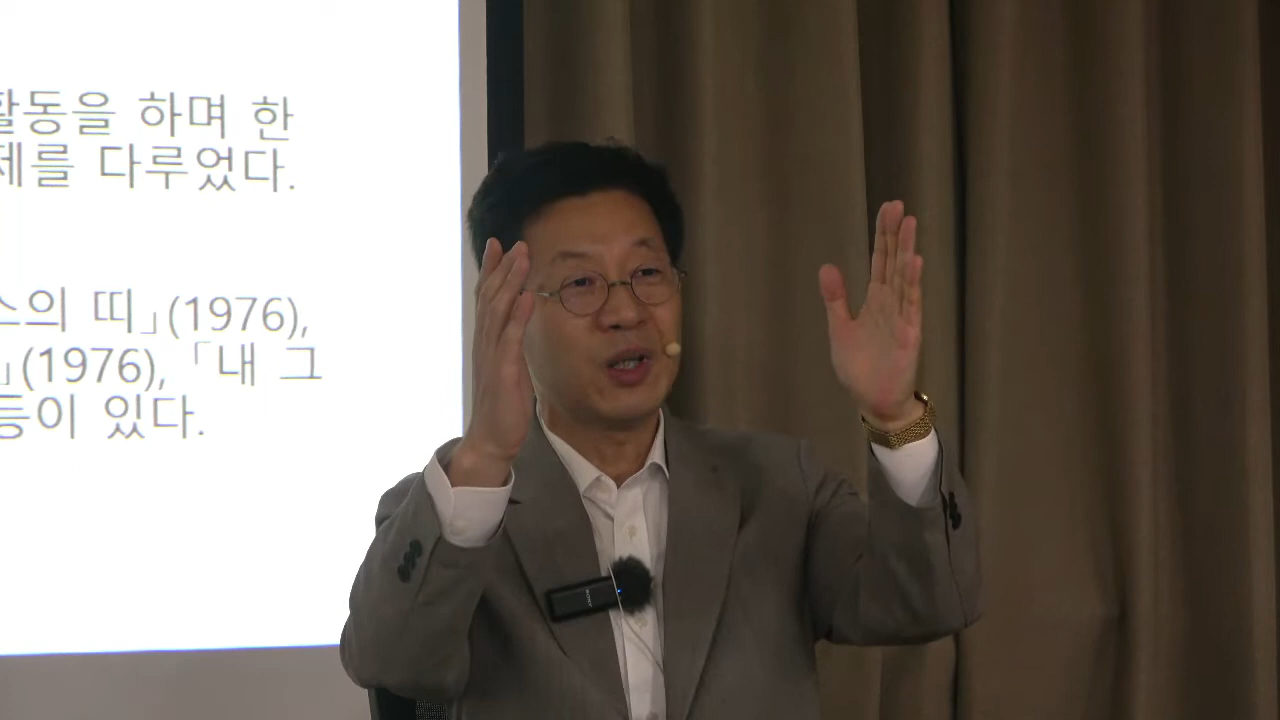 활동을 하며 한
제를 다루었다.
스의 띠」(1976),
」(1976), 「내 그
등이 있다.
SONY